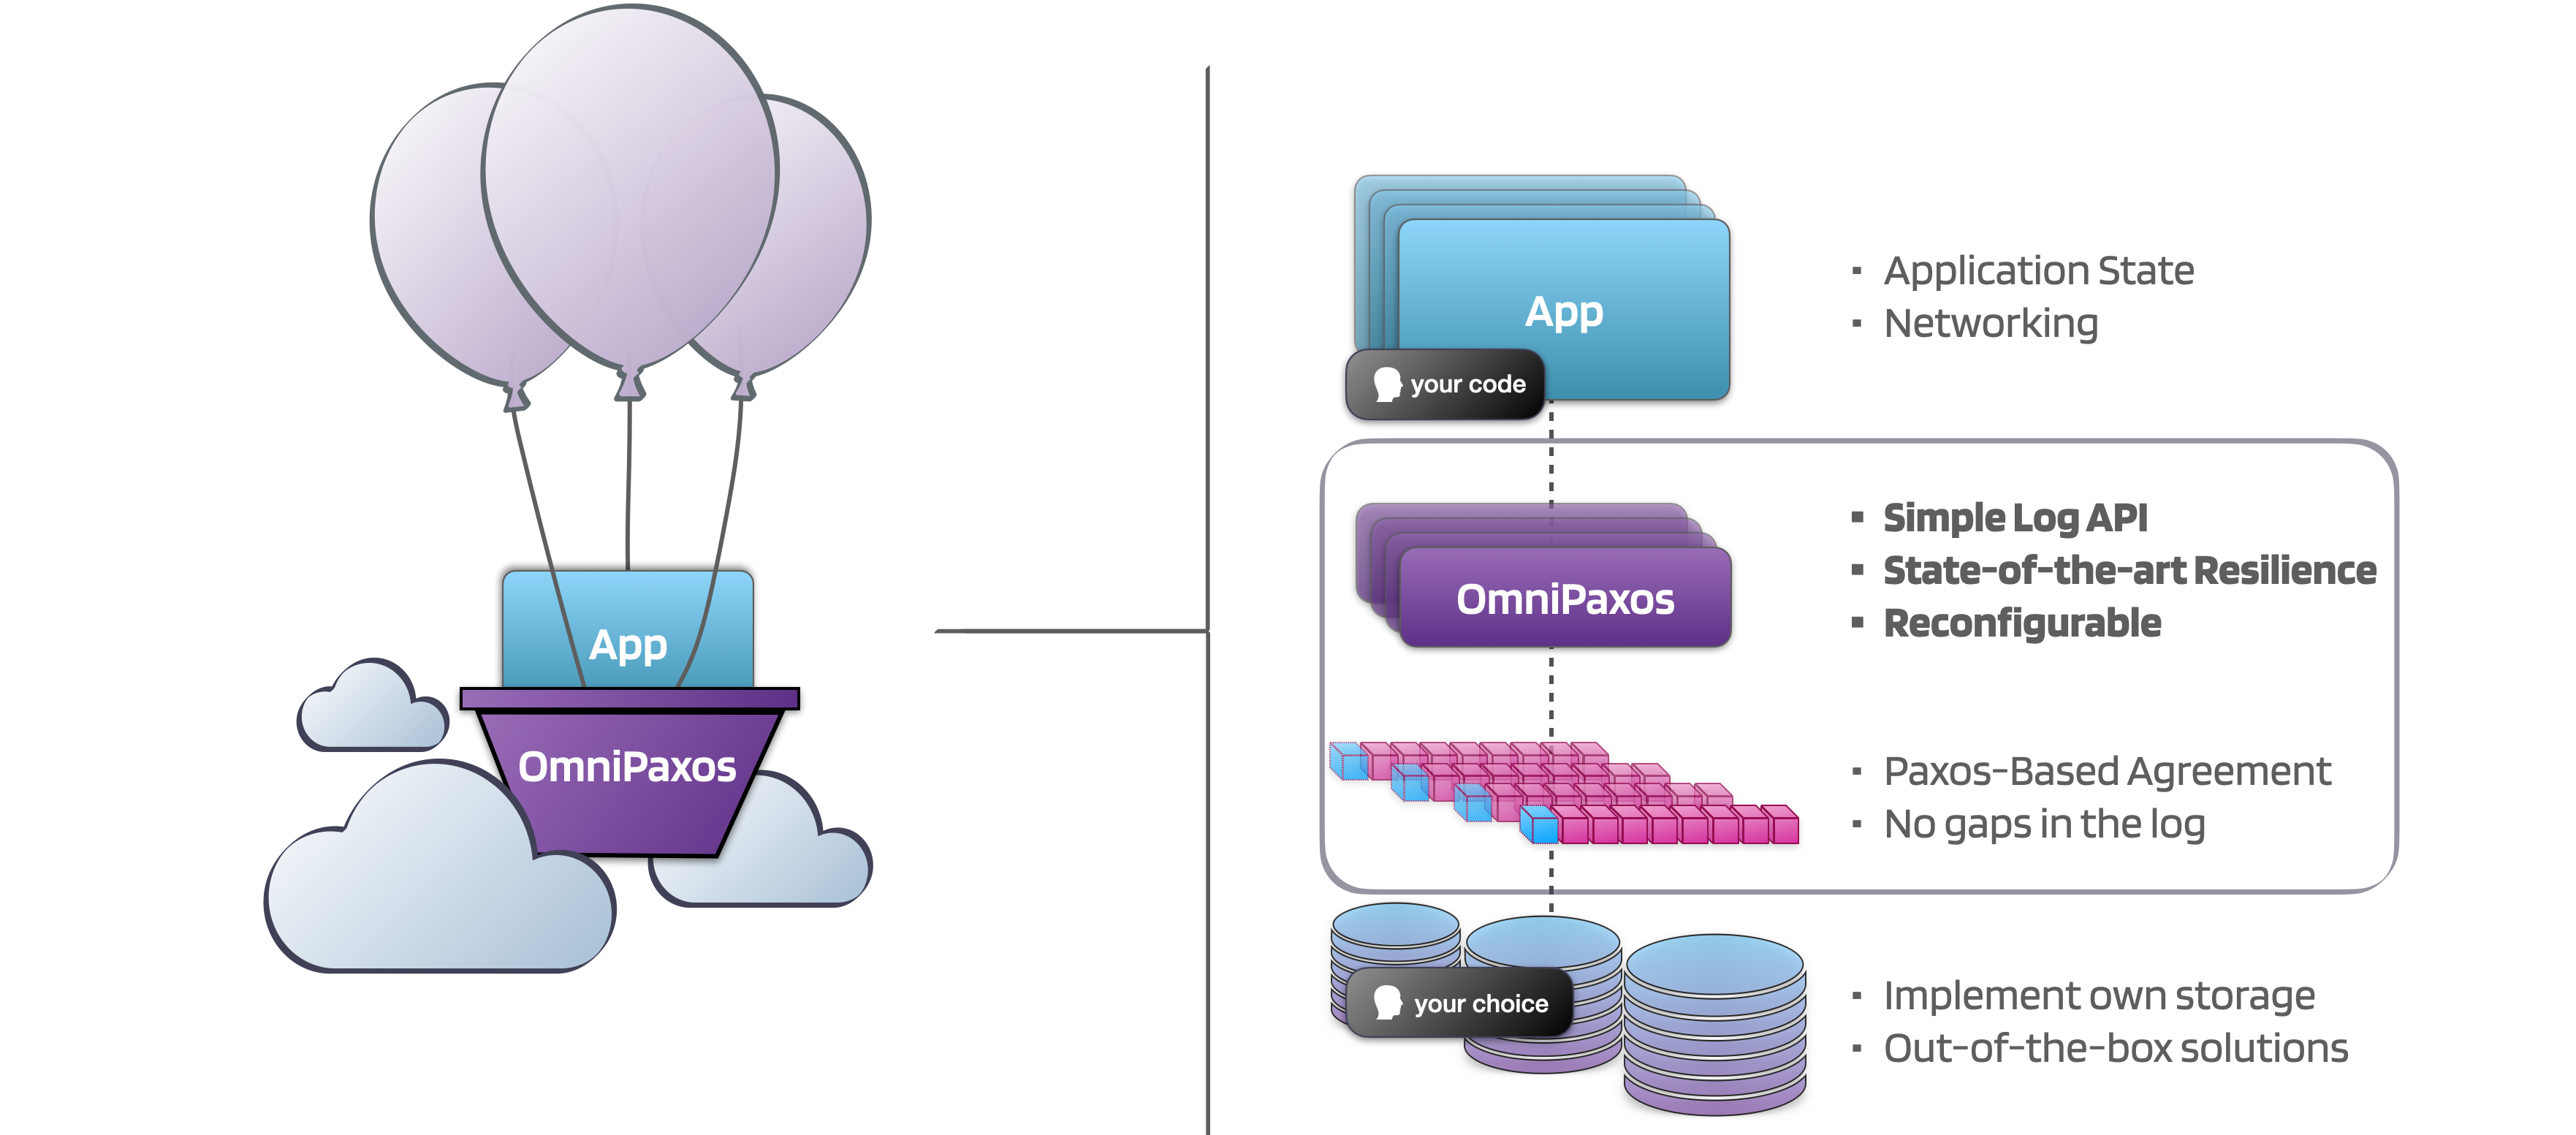 App
OmniPaxos
App
your code
▪ Application State
▪ Networking
OmniPaxos
▪ Simple Log API
▪ State-of-the-art Resilience
▪ Reconfigurable
▪ Paxos-Based Agreement
▪ No gaps in the log
your choice
▪ Implement own storage
▪ Out-of-the-box solutions